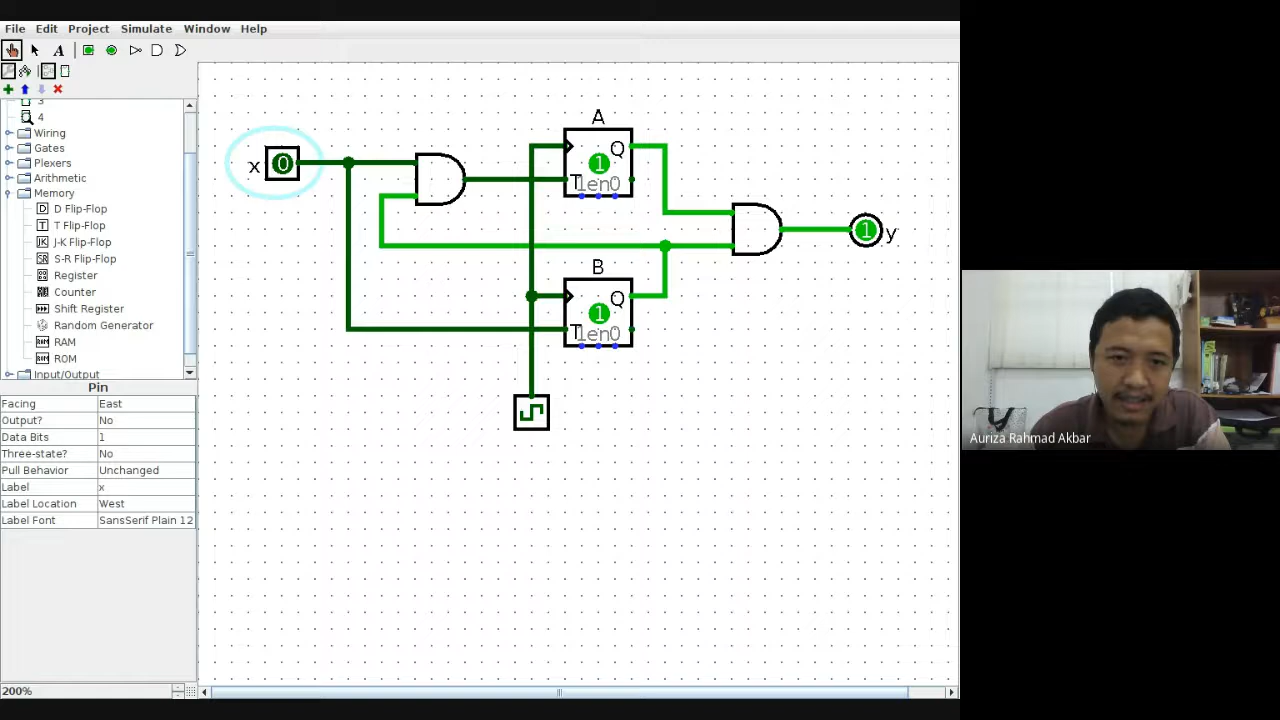 File Edit Project Simulate Window Help
A
3
4
Wiring
Gates
Plexers
Arithmetic
Memory
D Flip-Flop
T Flip-Flop
J-K Flip-Flop
S-R Flip-Flop
Register
Counter
Shift Register
Random Generator
RAM
ROM
Input/Output
Pin
Facing East
Output? No
Data Bits 1
Three-state? No
Pull Behavior Unchanged
Label x
Label Location West
Label Font SansSerif Plain 12
200%
x 0
A
Q
1
T 1en0
B
Q
1
T 1en0
1 y
Auriza Rahmad Akbar